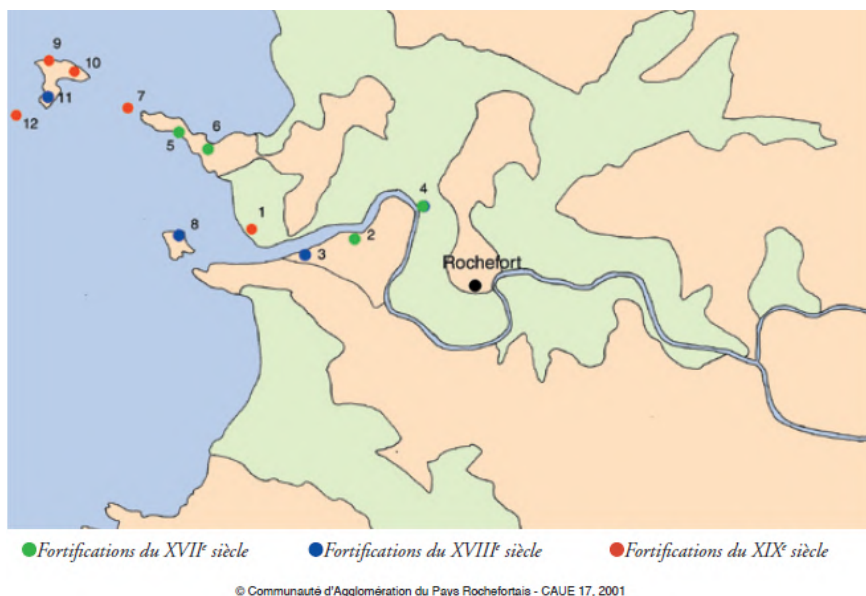 9
10
11
12
7
5
6
1
4
8
3
2
Rochefort
Fortifications du XVIIe siècle
Fortifications du XVIIIe siècle
Fortifications du XIXe siècle
© Communauté d'Agglomération du Pays Rochefortais - CAUE 17, 2001